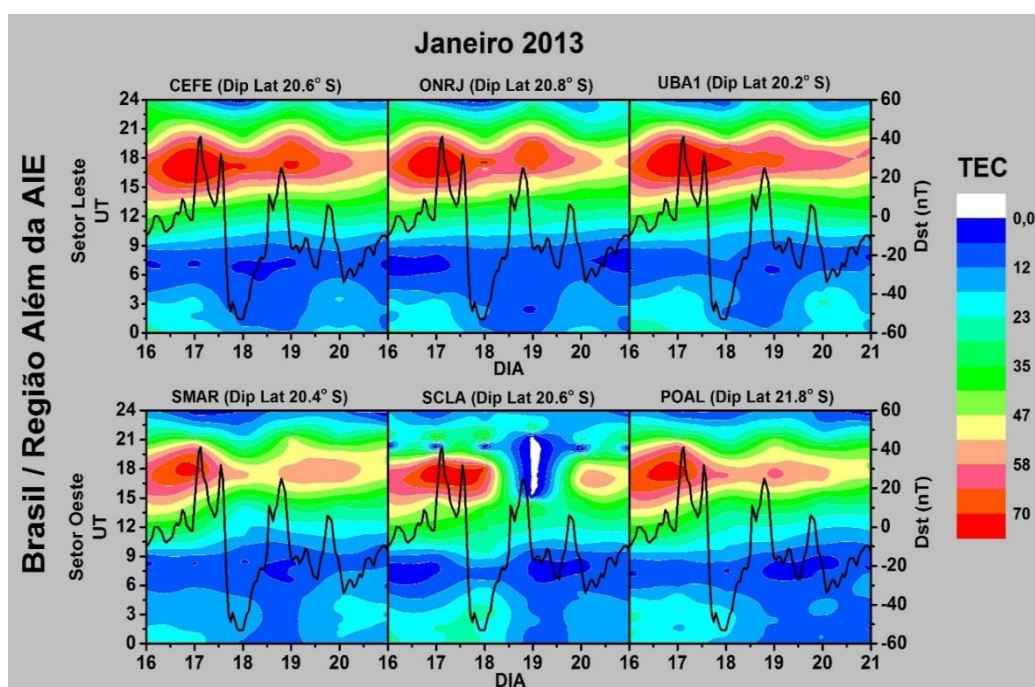 Janeiro 2013
CEFE (Dip Lat 20.6° S)
ONRJ (Dip Lat 20.8° S)
UBA1 (Dip Lat 20.2° S)
Brasil / Região Além da AIE
Setor Leste
UT
24
21
18
15
12
9
6
3
0
16 17 18 19 20 16 17 18 19 20 16 17 18 19 20 21
DIA
60
40
20
0
-20
-40
-60
Dst (nT)
SMAR (Dip Lat 20.4° S)
SCLA (Dip Lat 20.6° S)
POAL (Dip Lat 21.8° S)
Setor Oeste
UT
24
21
18
15
12
9
6
3
0
16 17 18 19 20 16 17 18 19 20 16 17 18 19 20 21
DIA
60
40
20
0
-20
-40
-60
Dst (nT)
TEC
0,0
12
23
35
47
58
70